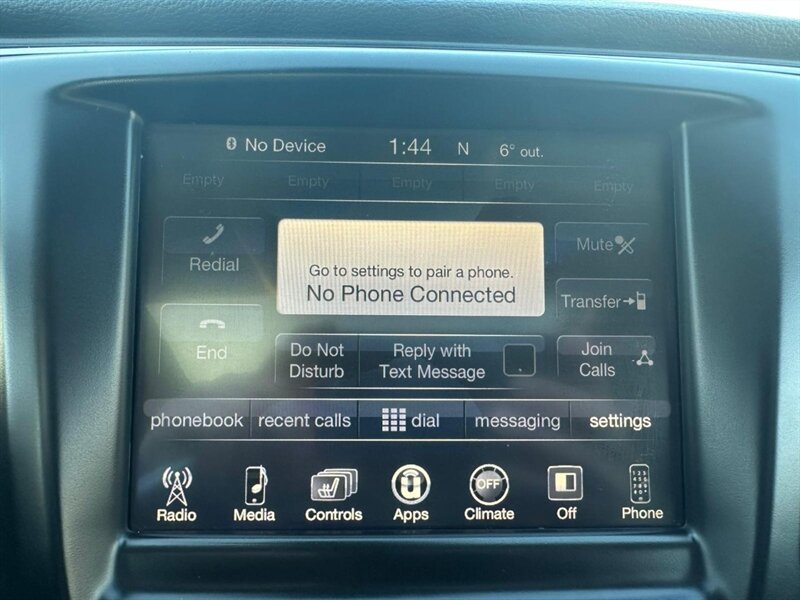 No Device 1:44 N 6° out.
Empty Empty Empty Empty Empty
Redial
Go to settings to pair a phone.
No Phone Connected
Mute
Transfer
End
Do Not
Disturb
Reply with
Text Message
Join
Calls
phonebook recent calls dial messaging settings
OFF
Radio Media Controls Apps Climate Off Phone